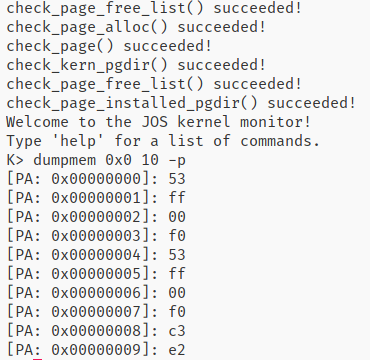 check_page_free_list() succeeded!
check_page_alloc() succeeded!
check_page() succeeded!
check_kern_pgdir() succeeded!
check_page_free_list() succeeded!
check_page_installed_pgdir() succeeded!
Welcome to the JOS kernel monitor!
Type 'help' for a list of commands.
K> dumpmem 0x0 10 -p
[PA: 0x00000000]: 53
[PA: 0x00000001]: ff
[PA: 0x00000002]: 00
[PA: 0x00000003]: f0
[PA: 0x00000004]: 53
[PA: 0x00000005]: ff
[PA: 0x00000006]: 00
[PA: 0x00000007]: f0
[PA: 0x00000008]: c3
[PA: 0x00000009]: e2